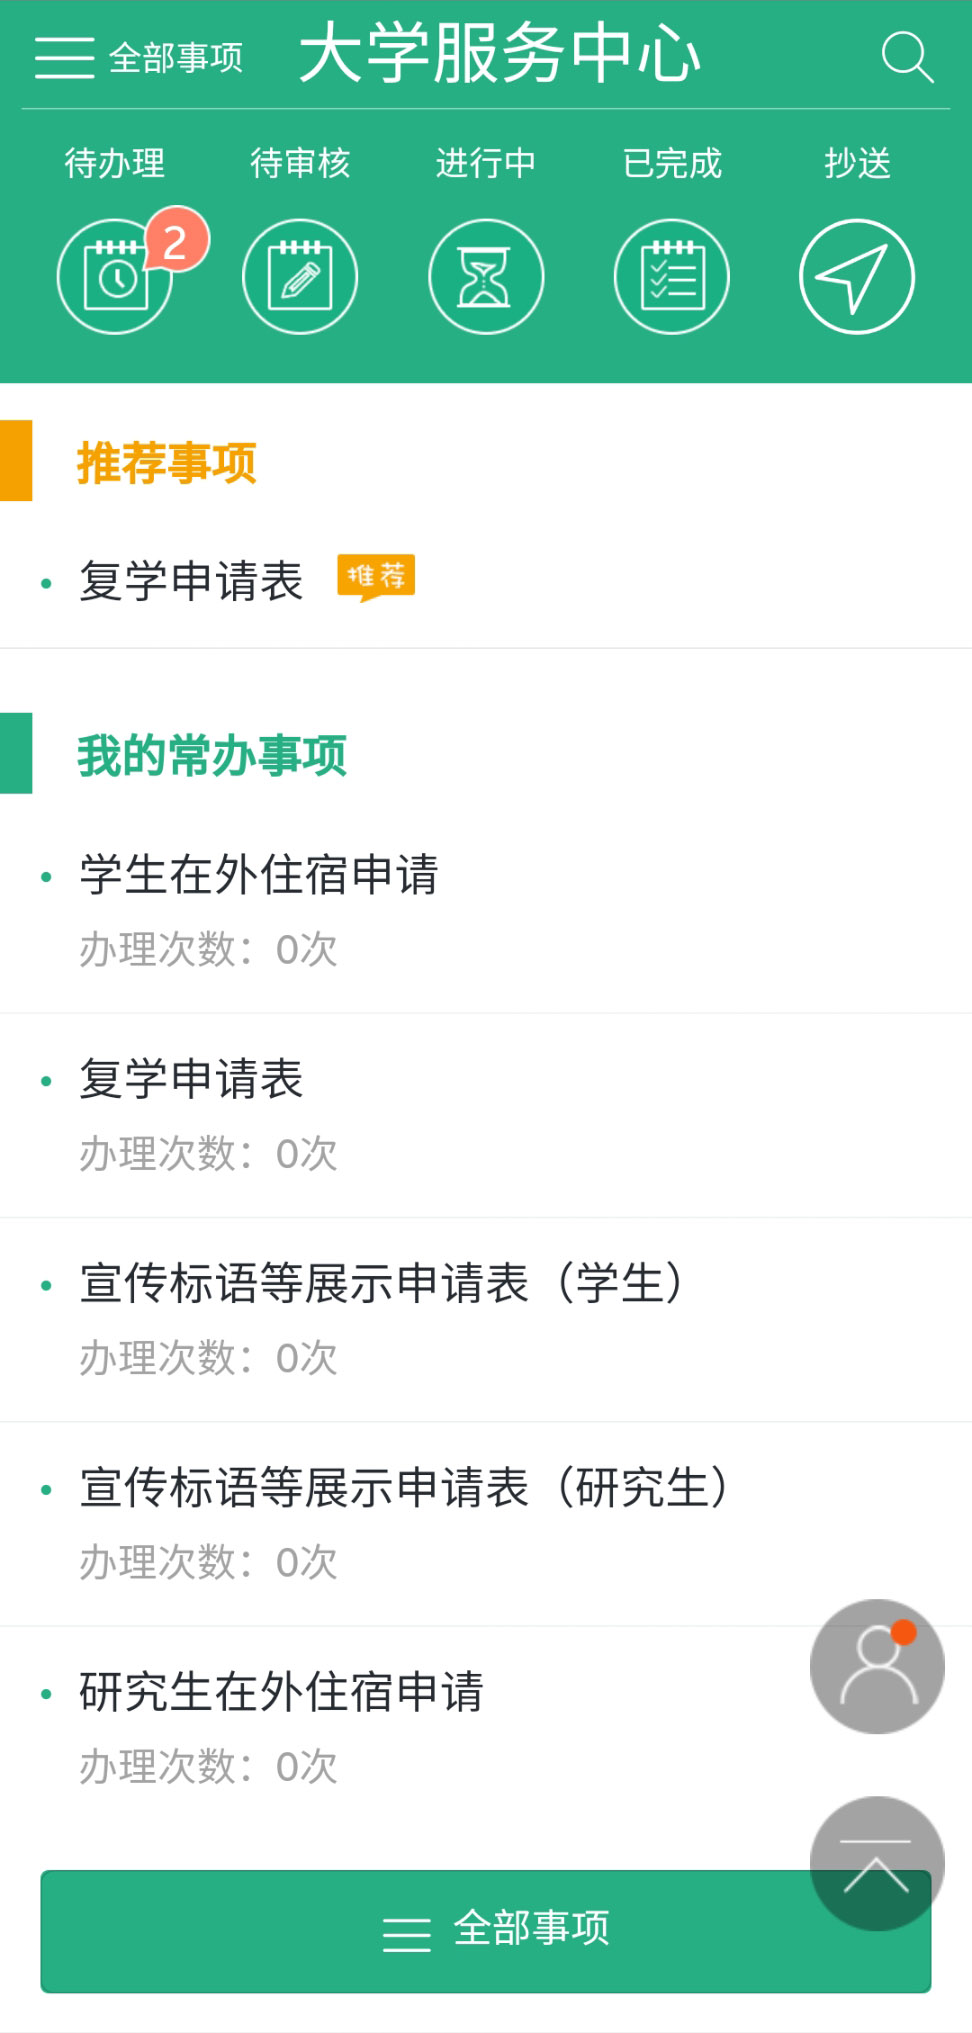 全部事项 大学服务中心
待办理 待审核 进行中 已完成 抄送
2
推荐事项
复学申请表 推荐
我的常办事项
学生在外住宿申请
办理次数：0次
复学申请表
办理次数：0次
宣传标语等展示申请表（学生）
办理次数：0次
宣传标语等展示申请表（研究生）
办理次数：0次
研究生在外住宿申请
办理次数：0次
全部事项